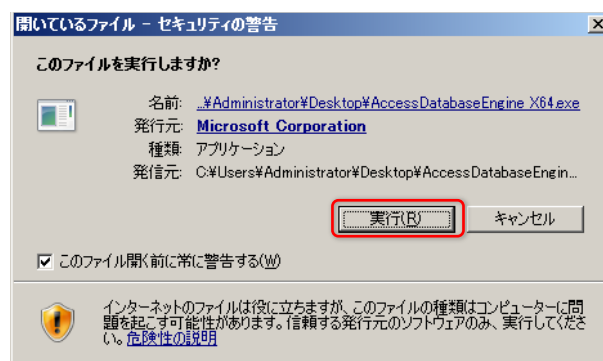 開いているファイル - セキュリティの警告
このファイルを実行しますか?
名前: ...¥Administrator¥Desktop¥AccessDatabaseEngine X64.exe
発行元: Microsoft Corporation
種類: アプリケーション
発信元: C:¥Users¥Administrator¥Desktop¥AccessDatabaseEngin...
実行(R) キャンセル
このファイル開く前に常に警告する(W)
インターネットのファイルは役に立ちますが、このファイルの種類はコンピューターに問
題を起こす可能性があります。信頼する発行元のソフトウェアのみ、実行してくださ
い。危険性の説明